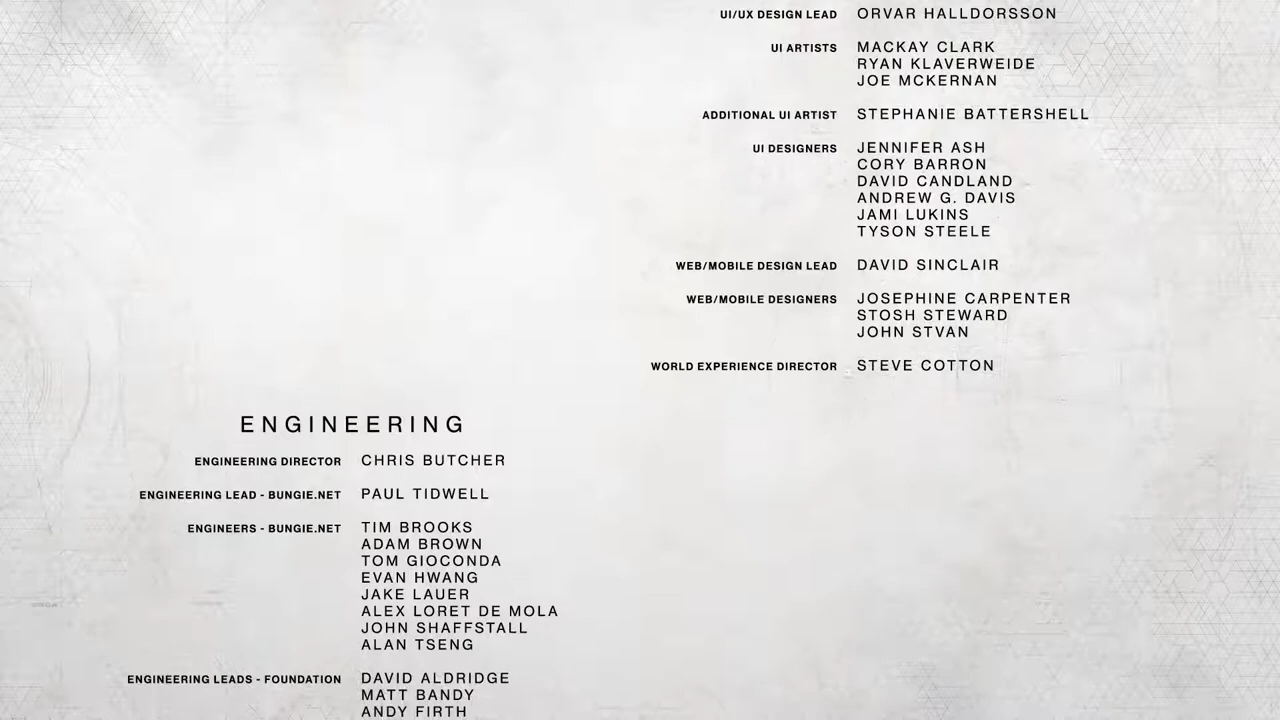 UI/UX DESIGN LEAD ORVAR HALLDORSSON
UI ARTISTS MACKAY CLARK
RYAN KLAVERWEIDE
JOE MCKERNAN
ADDITIONAL UI ARTIST STEPHANIE BATTERSHELL
UI DESIGNERS JENNIFER ASH
CORY BARRON
DAVID CANDLAND
ANDREW G. DAVIS
JAMI LUKINS
TYSON STEELE
WEB/MOBILE DESIGN LEAD DAVID SINCLAIR
WEB/MOBILE DESIGNERS JOSEPHINE CARPENTER
STOSH STEWARD
JOHN STVAN
WORLD EXPERIENCE DIRECTOR STEVE COTTON
ENGINEERING
ENGINEERING DIRECTOR CHRIS BUTCHER
ENGINEERING LEAD - BUNGIE.NET PAUL TIDWELL
ENGINEERS - BUNGIE.NET TIM BROOKS
ADAM BROWN
TOM GIOCONDA
EVAN HWANG
JAKE LAUER
ALEX LORET DE MOLA
JOHN SHAFFSTALL
ALAN TSENG
ENGINEERING LEADS - FOUNDATION DAVID ALDRIDGE
MATT BANDY
ANDY FIRTH